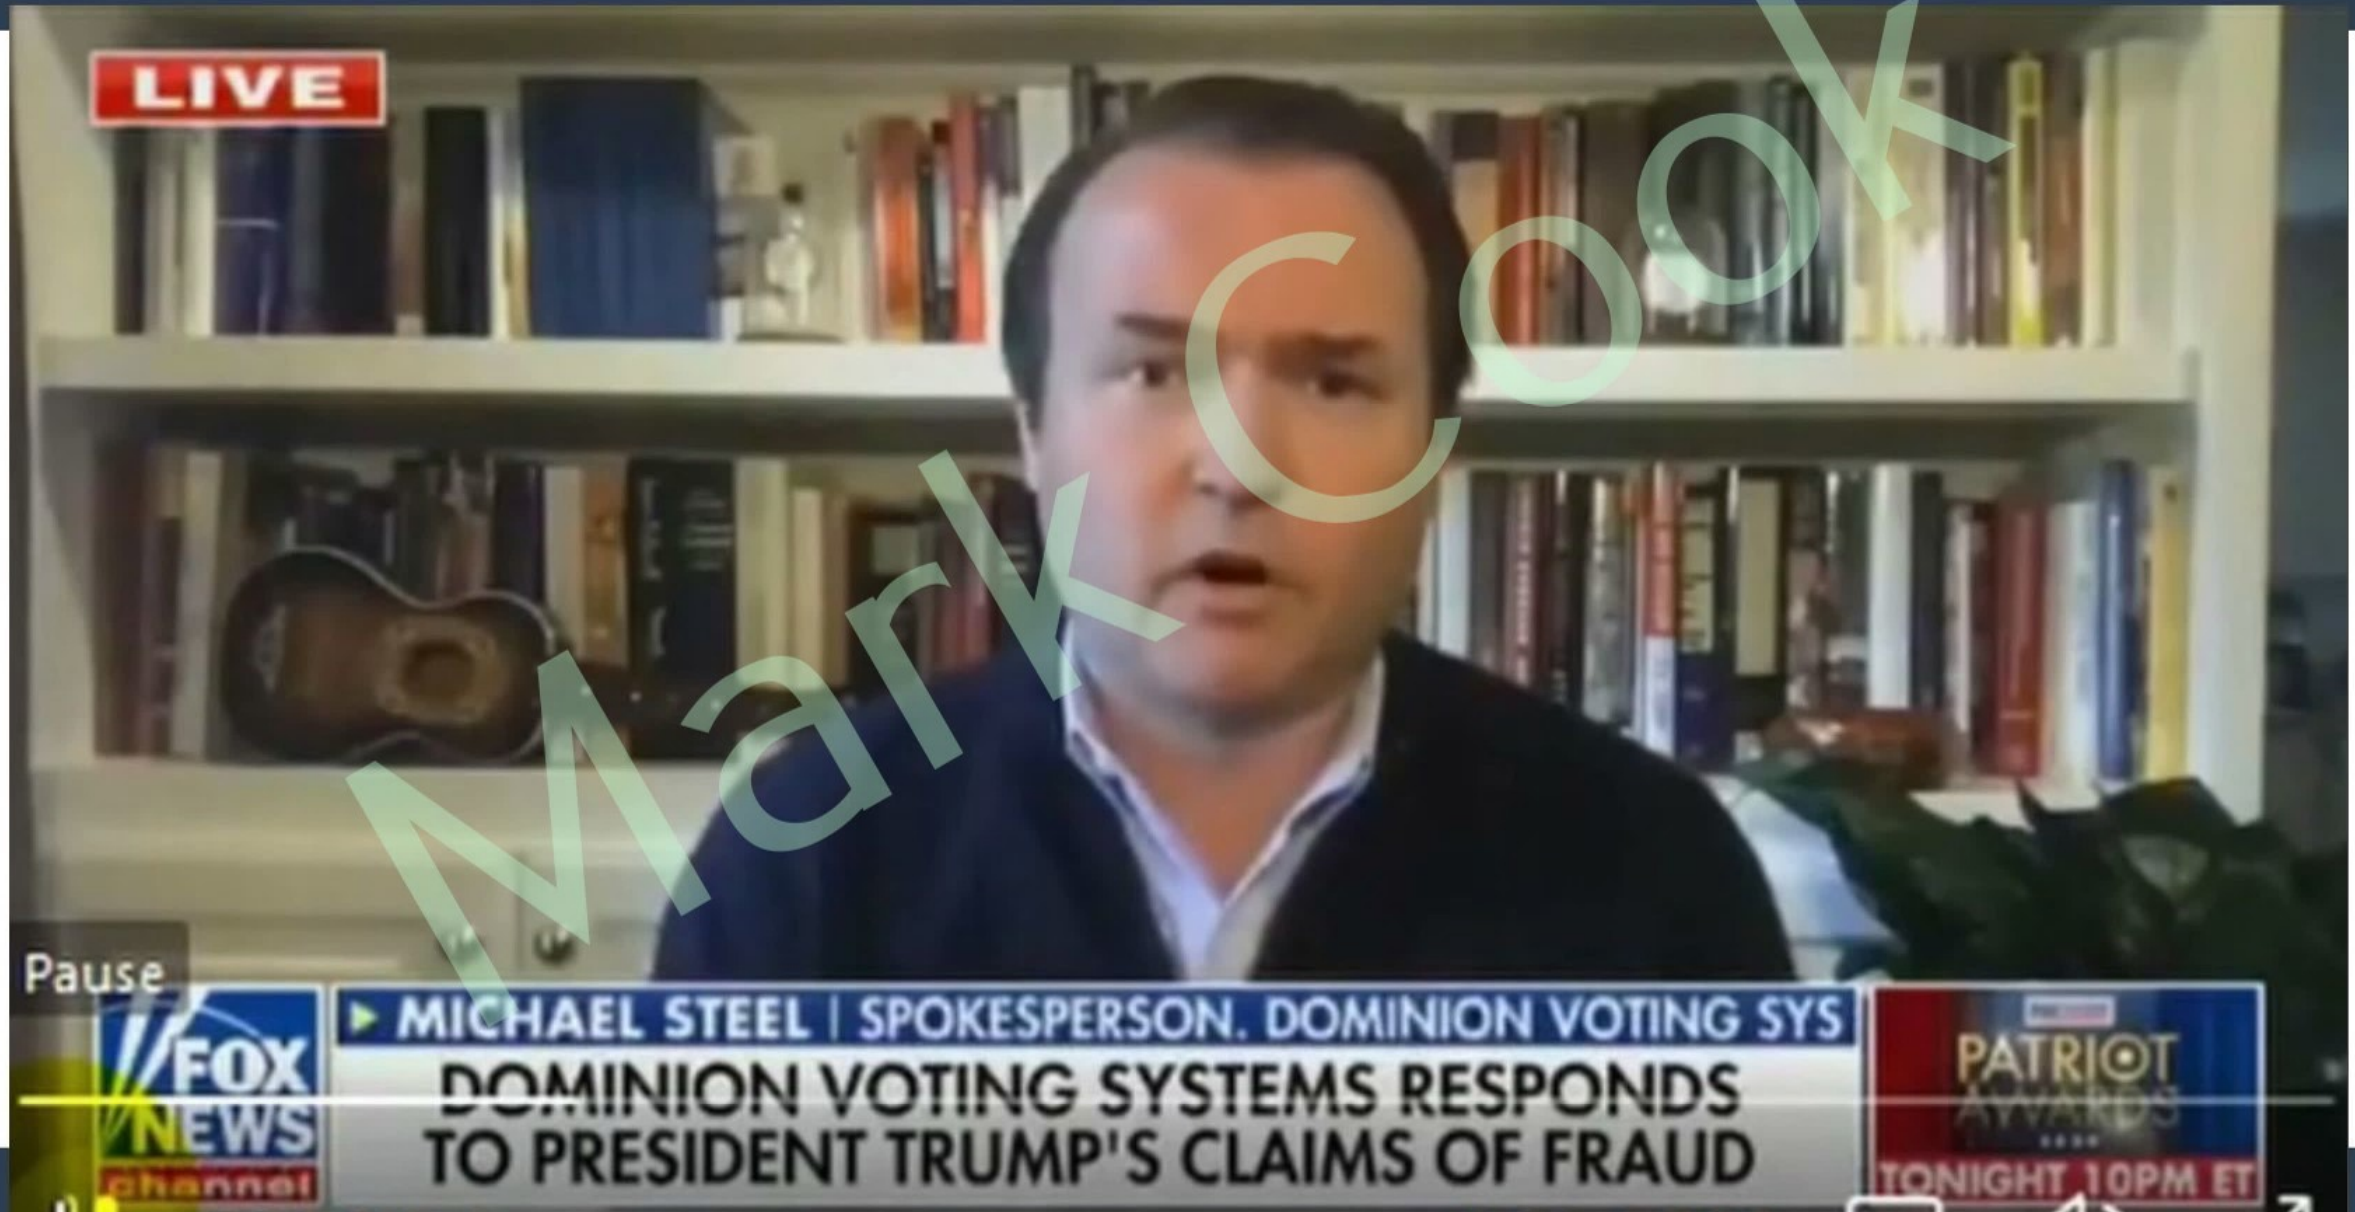 LIVE
Mark Cook
Pause
FOX
NEWS
channel
MICHAEL STEEL | SPOKESPERSON. DOMINION VOTING SYS
DOMINION VOTING SYSTEMS RESPONDS
TO PRESIDENT TRUMP'S CLAIMS OF FRAUD
PATRIOT
AWARDS
TONIGHT 10PM ET